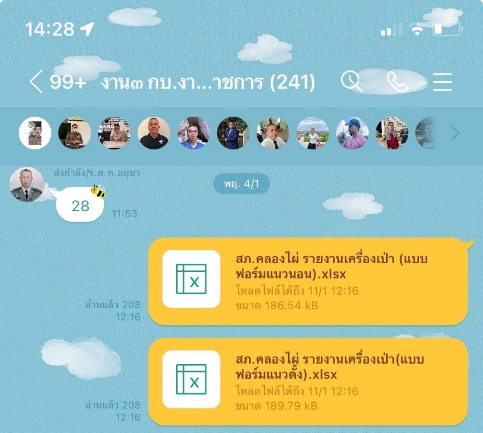 14:28
99+ งาน๓ กบ.งา...าชการ (241)
ส่งกำลัง/ร.ต.ท.อนุชา
พฤ. 4/1
28
11:53
สภ.คลองไผ่ รายงานเครื่องเป่า (แบบ
ฟอร์มแนวนอน).xlsx
โหลดไฟล์ได้ถึง 11/1 12:16
ขนาด 186.54 kB
อ่านแล้ว 208
12:16
สภ.คลองไผ่ รายงานเครื่องเป่า(แบบ
ฟอร์มแนวตั้ง).xlsx
โหลดไฟล์ได้ถึง 11/1 12:16
ขนาด 189.79 kB
อ่านแล้ว 208
12:16